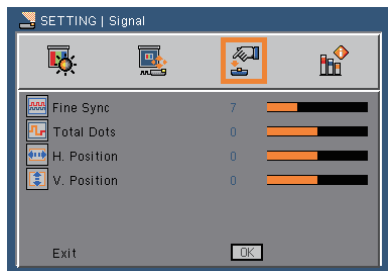 SETTING | Signal
Fine Sync 7
Total Dots 0
H. Position 0
V. Position 0
Exit OK